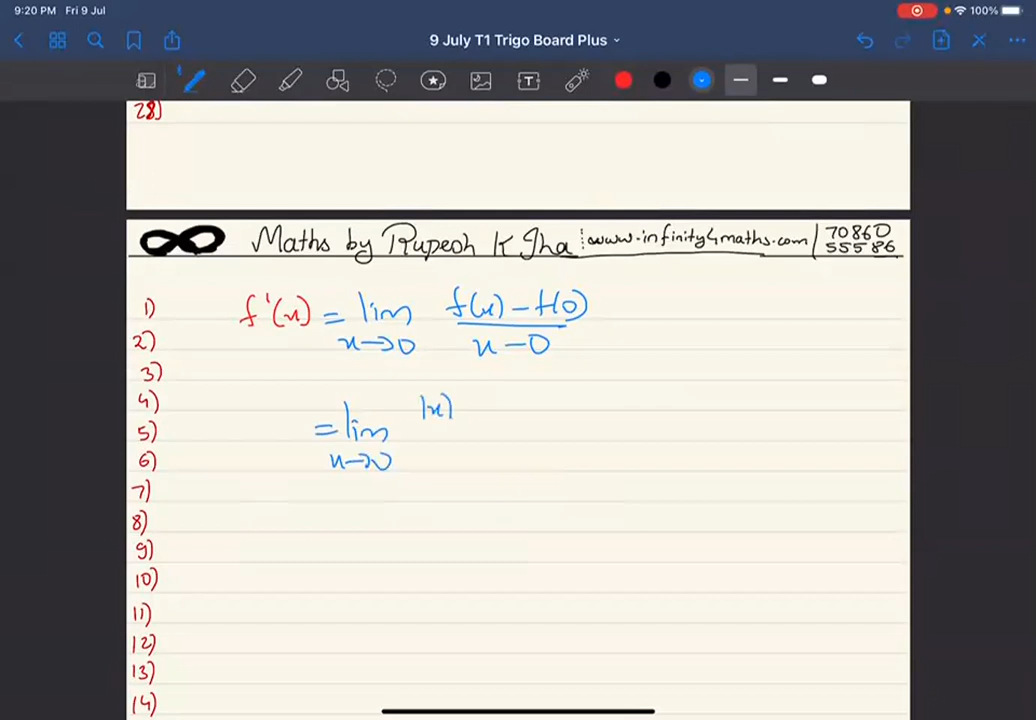 9:20 PM Fri 9 Jul 100%
9 July T1 Trigo Board Plus
28)
Maths by Rupesh K Jha www.infinity4maths.com 70860 55586
1) f'(x) = lim x→0 f(x) - f(0) / x - 0
2)
3)
4)
5) = lim x→0 |x|
6)
7)
8)
9)
10)
11)
12)
13)
14)